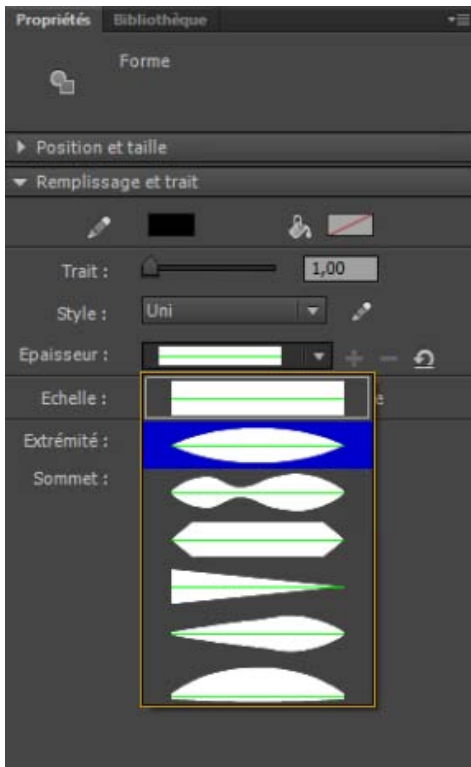 Propriétés Bibliothèque
Forme
Position et taille
Remplissage et trait
Trait : 1,00
Style : Uni
Epaisseur :
Echelle : e
Extrémité :
Sommet :